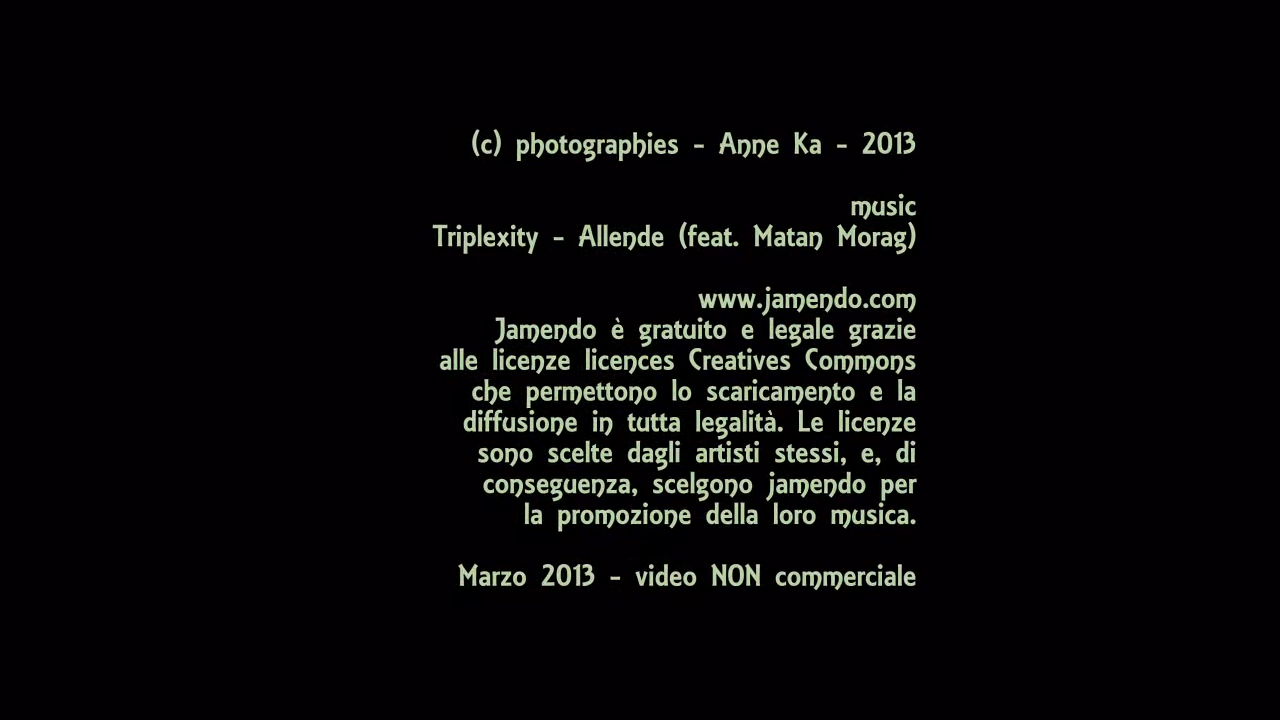 (c) photographies - Anne Ka - 2013
music
Triplexity - Allende (feat. Matan Morag)
www.jamendo.com
Jamendo è gratuito e legale grazie
alle licenze licences Creatives Commons
che permettono lo scaricamento e la
diffusione in tutta legalità. Le licenze
sono scelte dagli artisti stessi, e, di
conseguenza, scelgono jamendo per
la promozione della loro musica.
Marzo 2013 - video NON commerciale